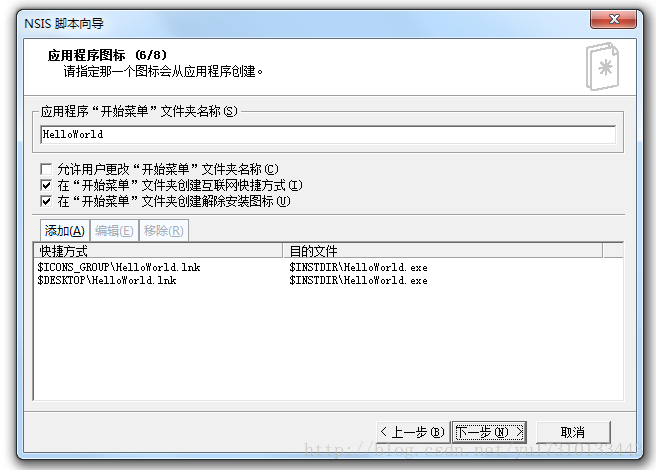 NSIS 脚本向导
应用程序图标 (6/8)
请指定那一个图标会从应用程序创建。
应用程序“开始菜单”文件夹名称(S)
HelloWorld
允许用户更改“开始菜单”文件夹名称(C)
在“开始菜单”文件夹创建互联网快捷方式(I)
在“开始菜单”文件夹创建解除安装图标(U)
添加(A) 编辑(E) 移除(R)
快捷方式 目的文件
$ICONS_GROUP\HelloWorld.lnk $INSTDIR\HelloWorld.exe
$DESKTOP\HelloWorld.lnk $INSTDIR\HelloWorld.exe
< 上一步(B) 下一步(N) > 取消